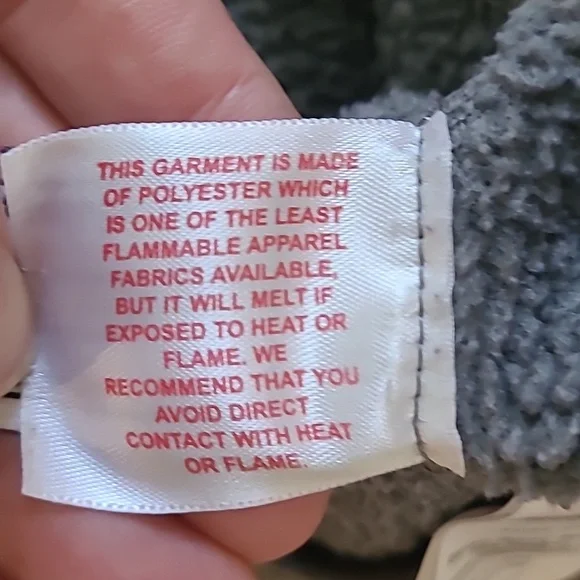 THIS GARMENT IS MADE
OF POLYESTER WHICH
IS ONE OF THE LEAST
FLAMMABLE APPAREL
FABRICS AVAILABLE,
BUT IT WILL MELT IF
EXPOSED TO HEAT OR
FLAME. WE
RECOMMEND THAT YOU
AVOID DIRECT
CONTACT WITH HEAT
OR FLAME.